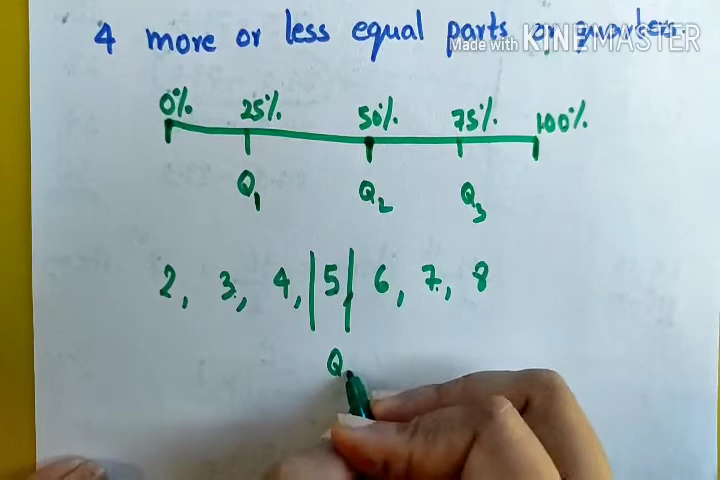 4 more or less equal parts or quarters.
Made with KINEMASTER
0% 25% 50% 75% 100%
Q1 Q2 Q3
2, 3, 4, |5| 6, 7, 8
Q